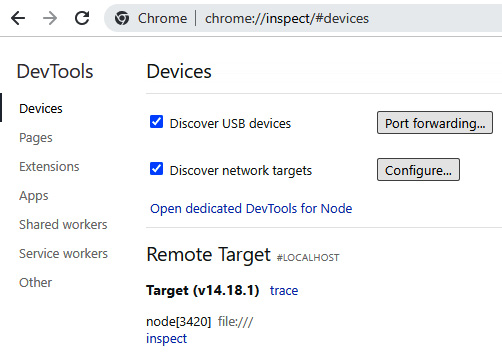 Chrome chrome://inspect/#devices
DevTools
Devices
Pages
Extensions
Apps
Shared workers
Service workers
Other
Devices
Discover USB devices Port forwarding...
Discover network targets Configure...
Open dedicated DevTools for Node
Remote Target #LOCALHOST
Target (v14.18.1) trace
node[3420] file:///
inspect